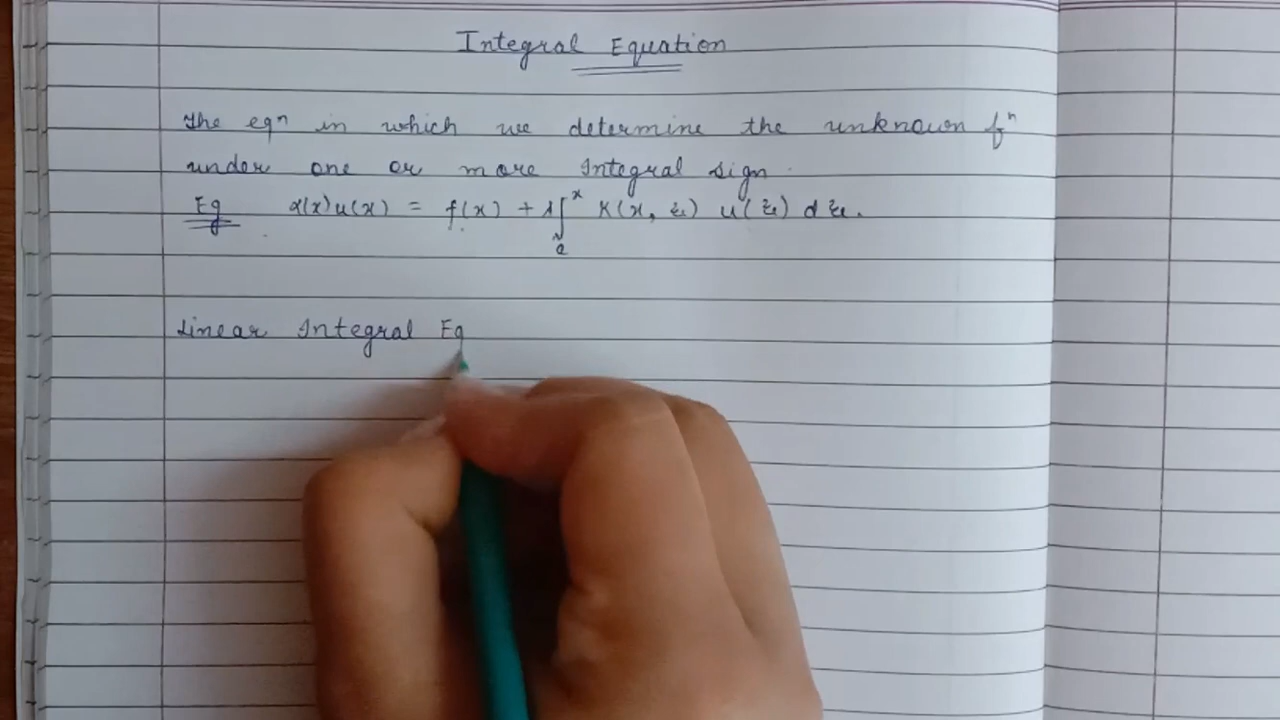 Integral Equation
The eqⁿ in which we determine the unknown fⁿ
under one or more Integral sign.
Eg α(x)u(x) = f(x) + λ∫ₐˣ K(x, ξ) u(ξ) dξ.
Linear Integral Eq